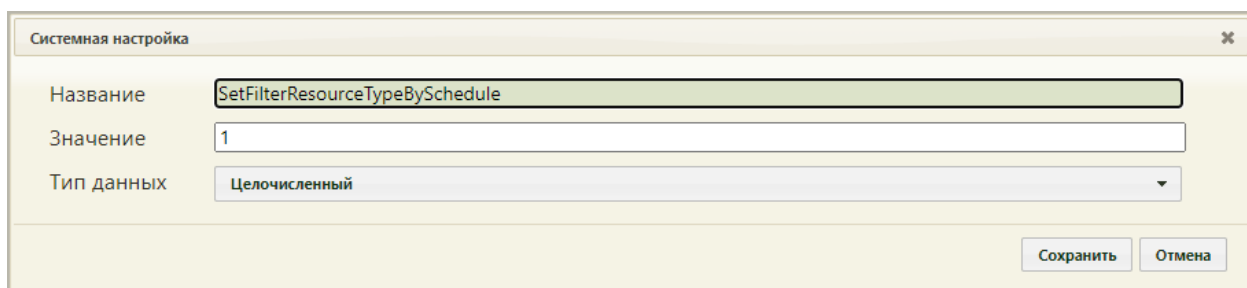 Системная настройка
Название SetFilterResourceTypeBySchedule
Значение 1
Тип данных Целочисленный
Сохранить Отмена